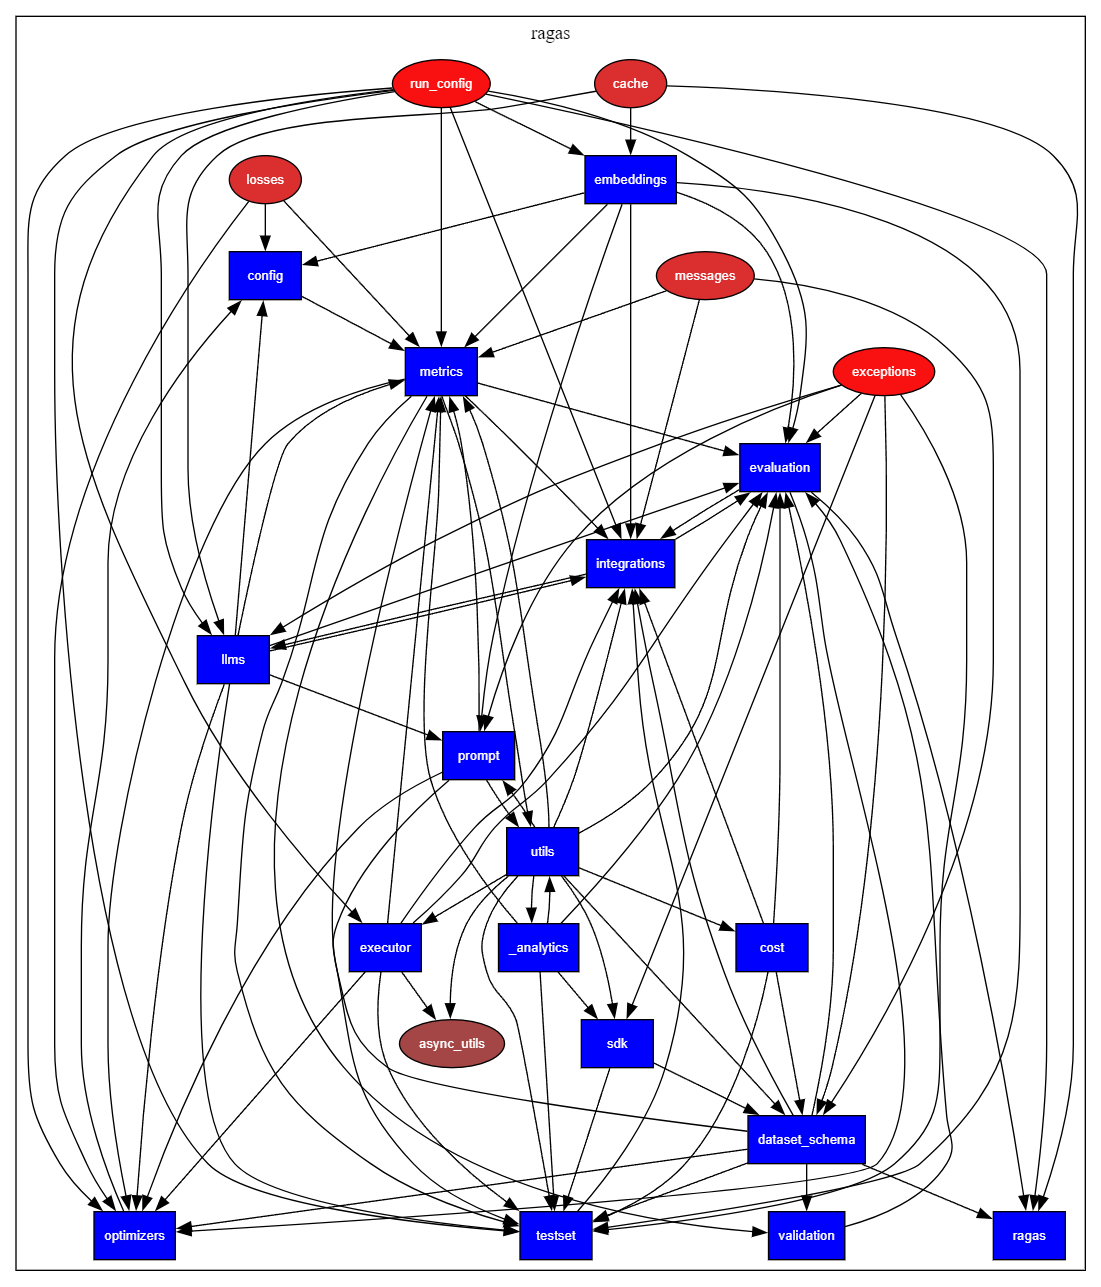 ragas
run_config
cache
losses
embeddings
config
messages
metrics
exceptions
evaluation
integrations
llms
prompt
utils
executor
_analytics
cost
async_utils
sdk
dataset_schema
optimizers
testset
validation
ragas